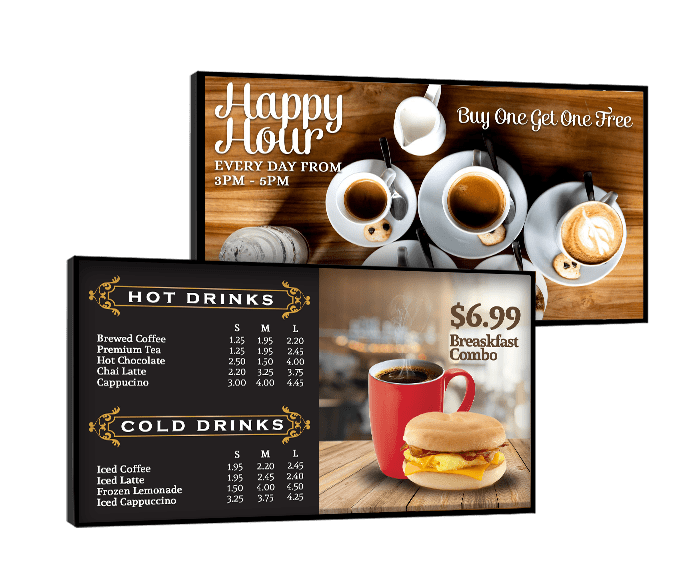 Happy
Hour
EVERY DAY FROM
3PM - 5PM
Buy One Get One Free
HOT DRINKS
S M L
Brewed Coffee 1.25 1.95 2.20
Premium Tea 1.25 1.95 2.45
Hot Chocolate 2.50 1.50 4.00
Chai Latte 2.20 3.25 3.75
Cappucino 3.00 4.00 4.45
COLD DRINKS
S M L
Iced Coffee 1.95 2.20 2.45
Iced Latte 1.95 2.45 2.40
Frozen Lemonade 1.50 4.00 4.50
Iced Cappuccino 3.25 3.75 4.25
$6.99
Breakfast
Combo